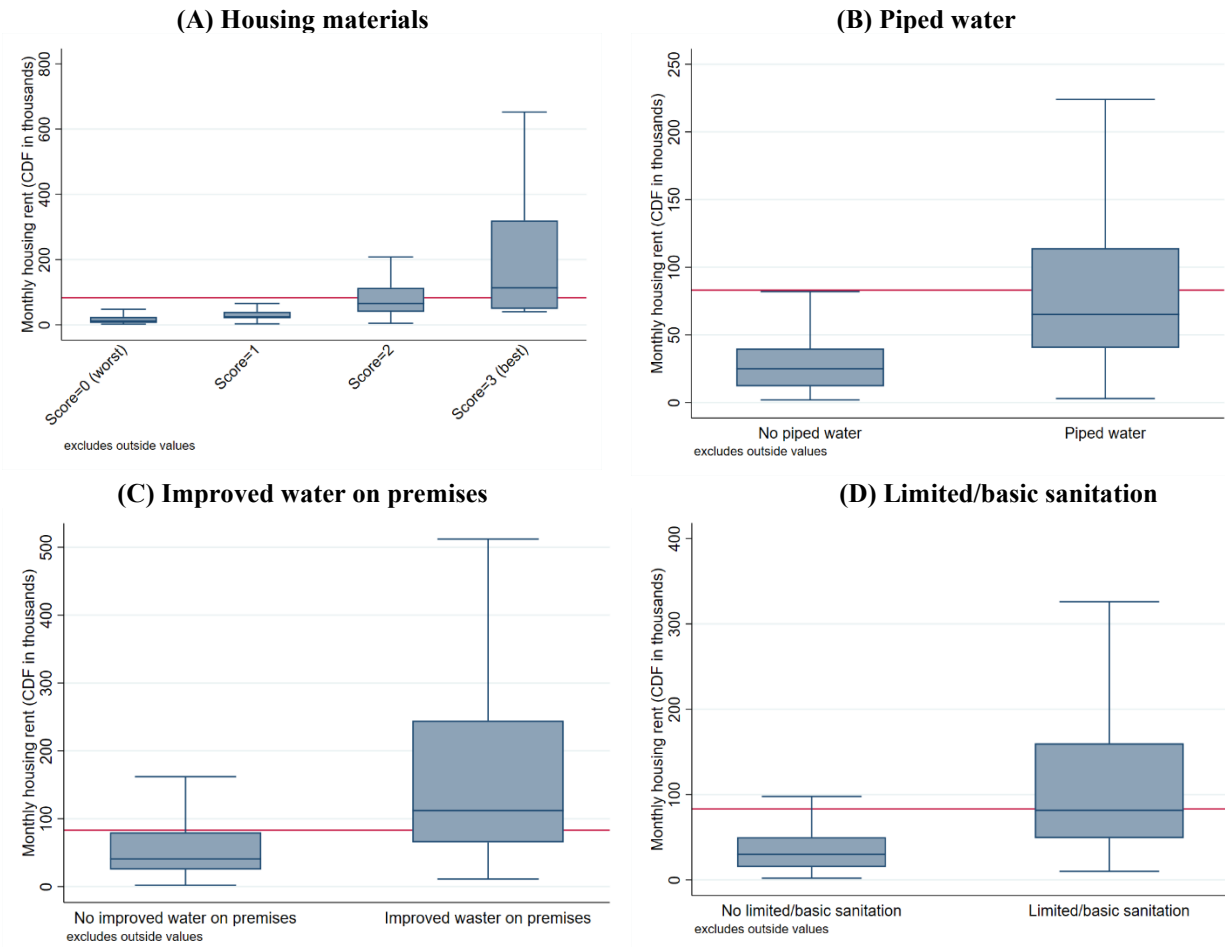 (A) Housing materials
Monthly housing rent (CDF in thousands)
800
600
400
200
0
Score=0 (worst)
Score=1
Score=2
Score=3 (best)
excludes outside values
(B) Piped water
Monthly housing rent (CDF in thousands)
250
200
150
100
50
0
No piped water
Piped water
excludes outside values
(C) Improved water on premises
Monthly housing rent (CDF in thousands)
500
400
300
200
100
0
No improved water on premises
Improved waster on premises
excludes outside values
(D) Limited/basic sanitation
Monthly housing rent (CDF in thousands)
400
300
200
100
0
No limited/basic sanitation
Limited/basic sanitation
excludes outside values